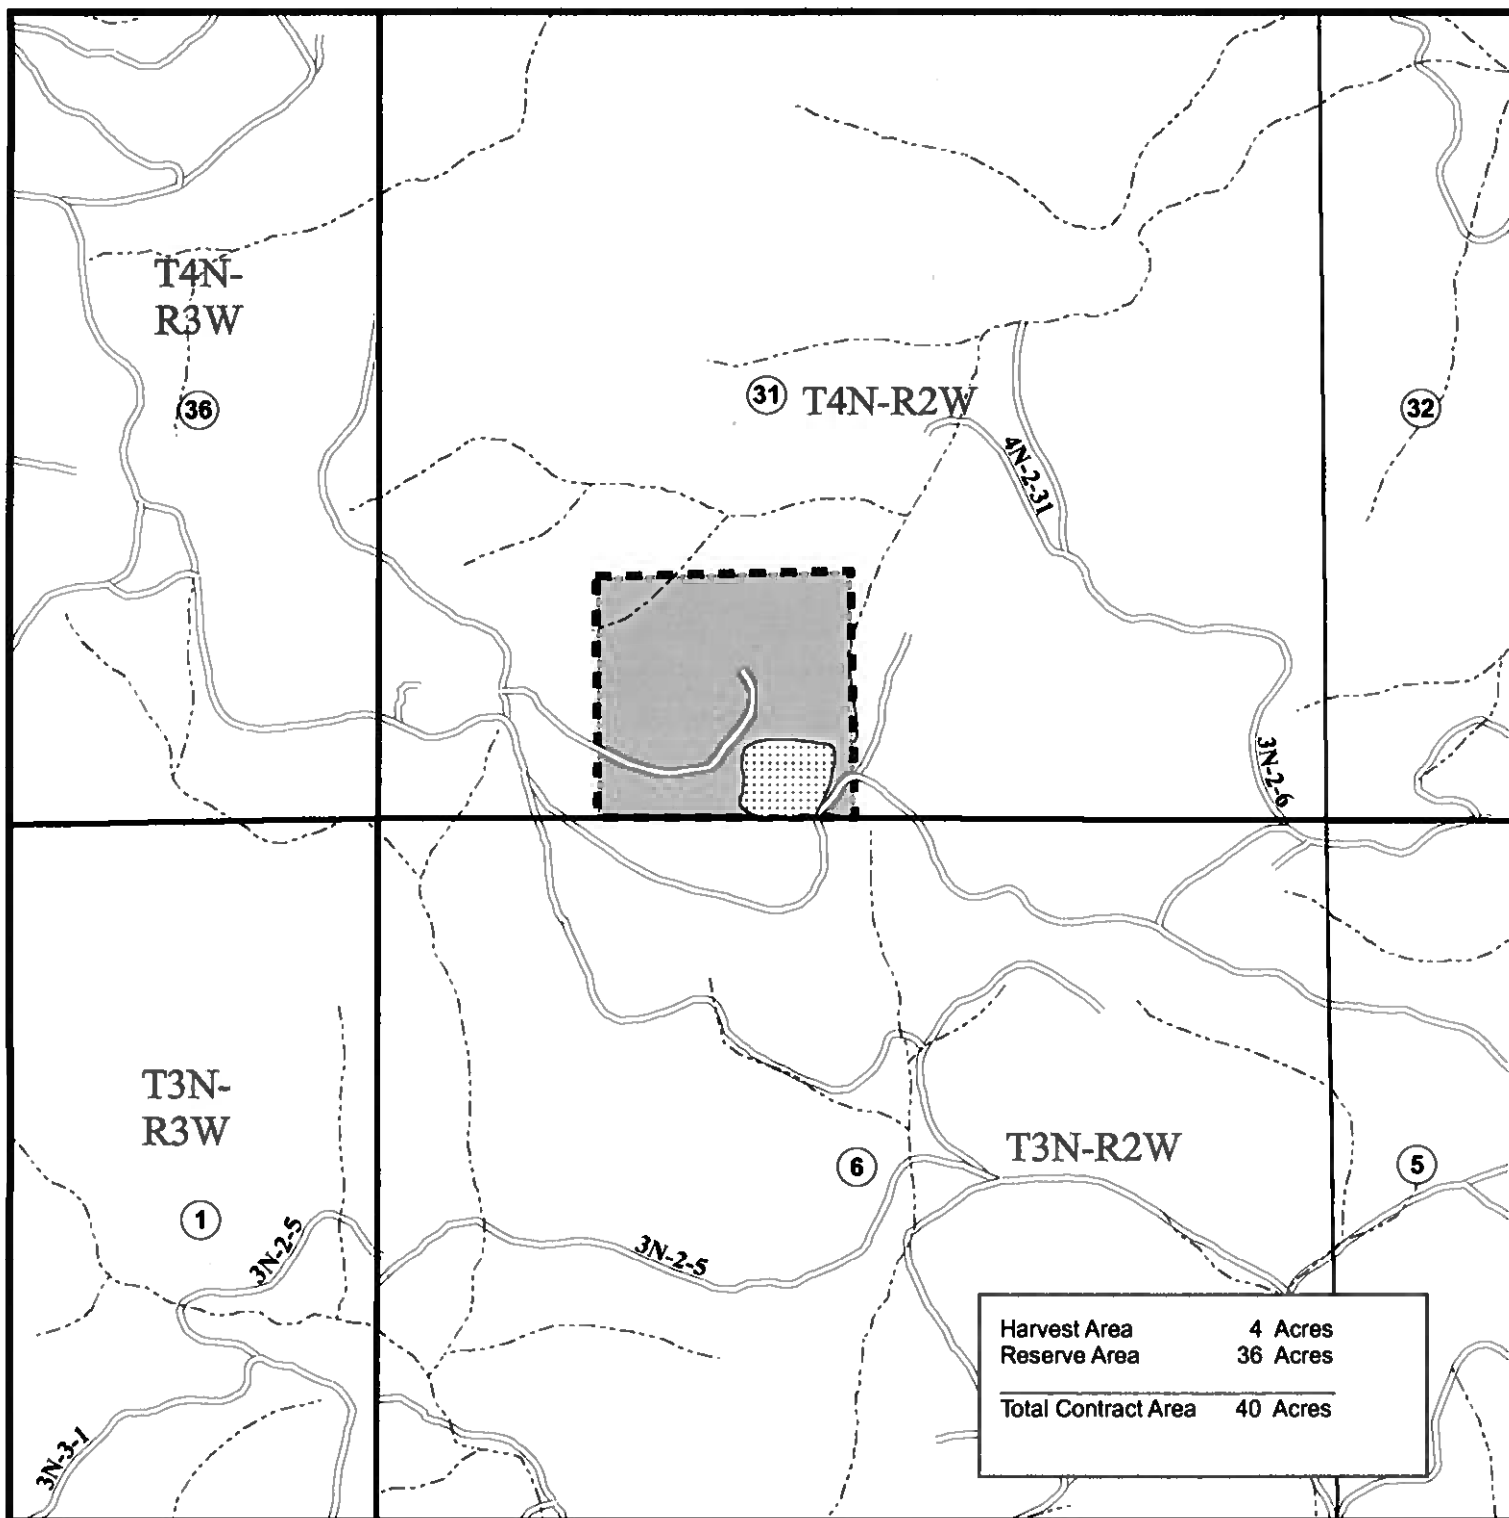 T4N-
R3W
36
31 T4N-R2W
32
4N-2-31
3N-2-6
T3N-
R3W
6
T3N-R2W
5
1
3N-2-5
3N-2-5
3N-3-1
Harvest Area 4 Acres
Reserve Area 36 Acres
Total Contract Area 40 Acres